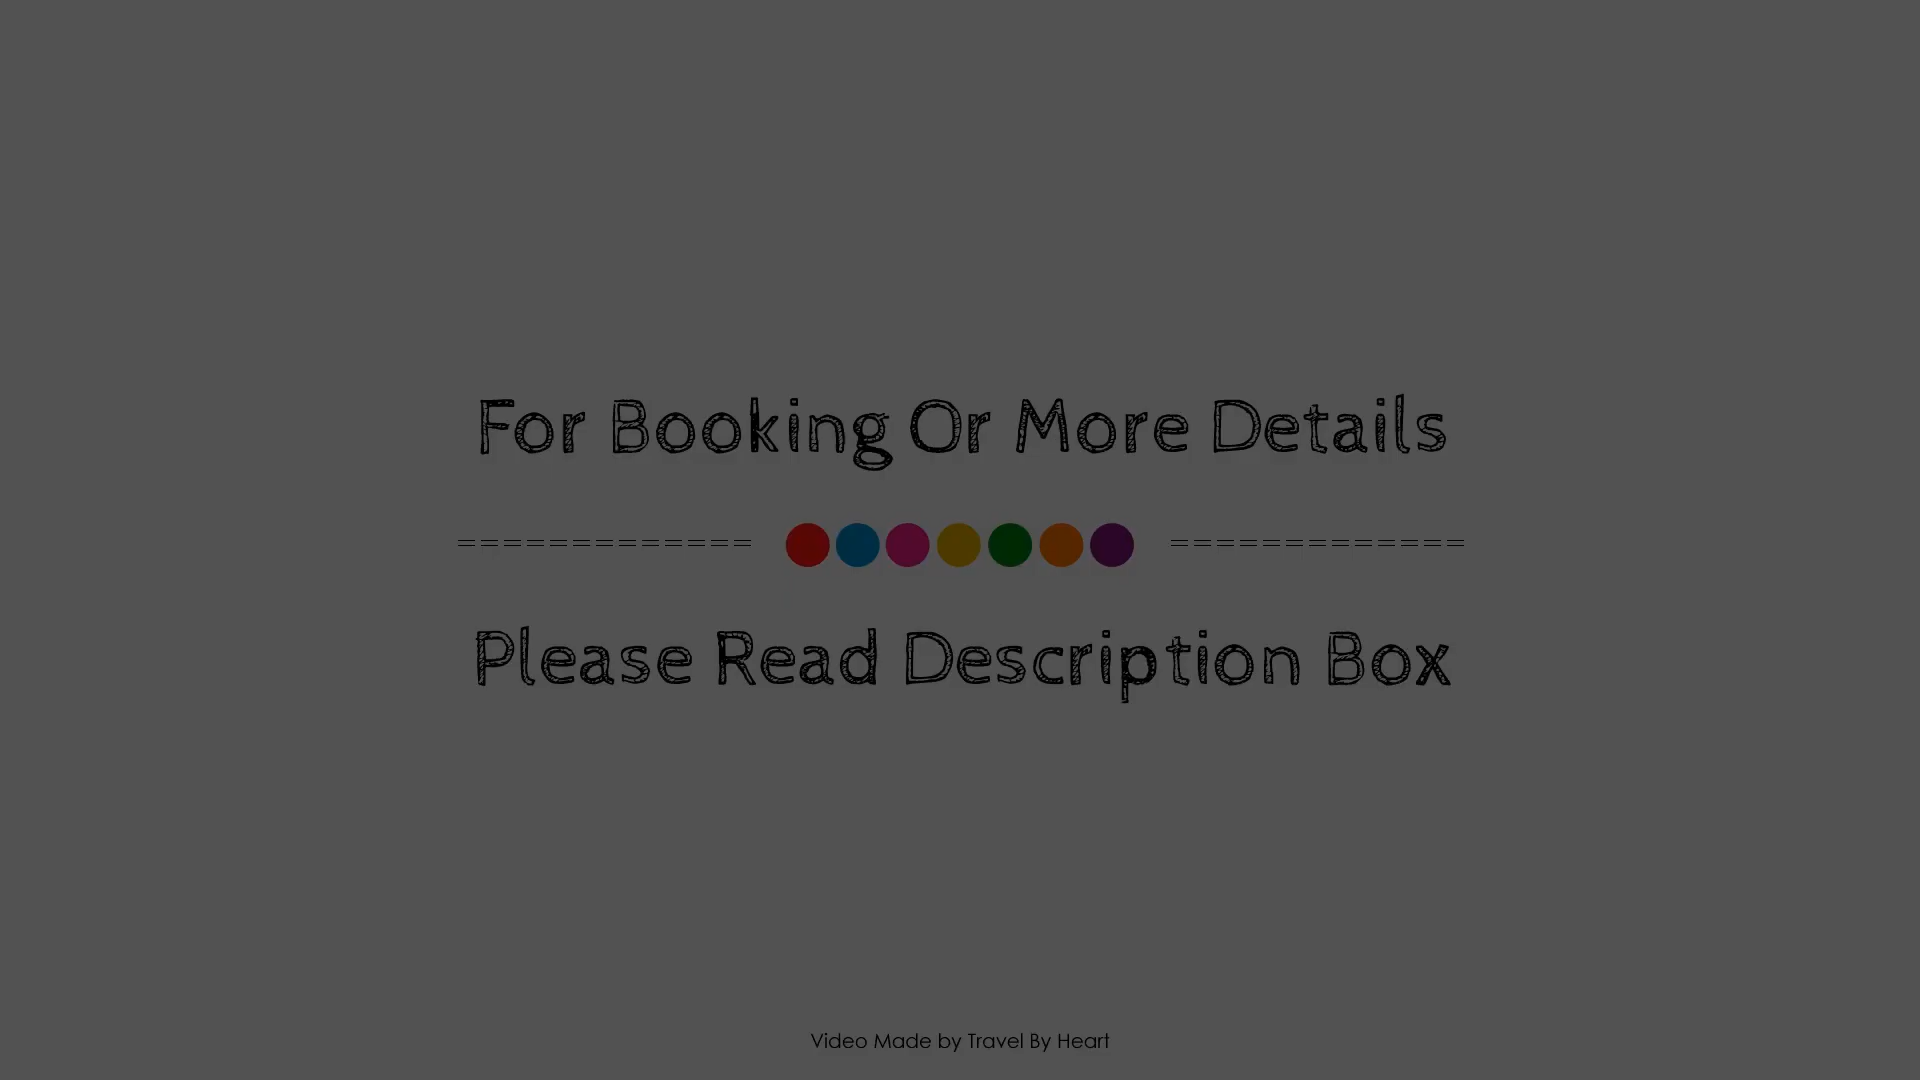 For Booking Or More Details
============= =============
Please Read Description Box
Video Made by Travel By Heart